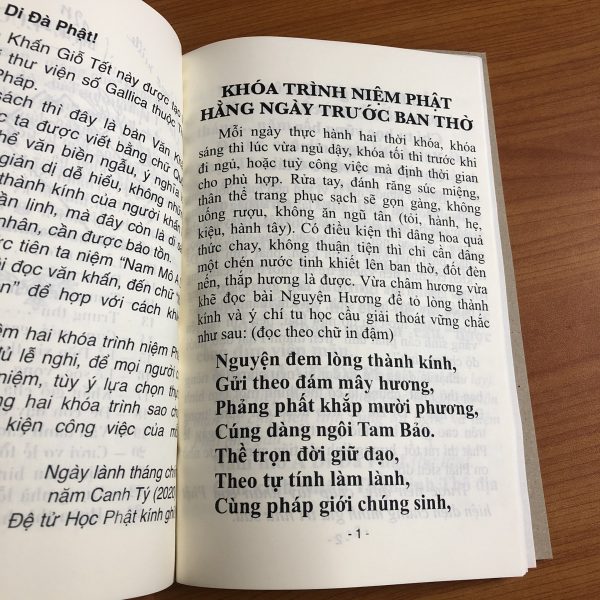 Di Đà Phật!
Khấn Giỗ Tết này được tạo
thư viện số Gallica thuộc
Pháp.
sách thì đây là bản Văn
ta được viết bằng chữ
thể văn biền ngẫu, ý nghĩa
giản dị dễ hiểu, không
thành kính của người khấn
linh, mà đây còn là di
nhân, cần được bảo tồn.
tiên ta niệm “Nam Mô A
đọc văn khấn, đến chữ
để hợp với cách
hai khóa trình niệm
lễ nghi, để mọi người
niệm, tùy ý lựa chọn
hai khóa trình sao
kiện công việc của
Ngày lành tháng
năm Canh Tý (2020
Đệ tử Học Phật kính
KHÓA TRÌNH NIỆM PHẬT
HẰNG NGÀY TRƯỚC BAN THỜ
Mỗi ngày thực hành hai thời khóa, khóa
sáng thì lúc vừa ngủ dậy, khóa tối thì trước khi
đi ngủ, hoặc tuỳ công việc mà định thời gian
cho phù hợp. Rửa tay, đánh răng súc miệng,
thân thể trang phục sạch sẽ gọn gàng, không
uống rượu, không ăn ngũ tân (tỏi, hành, hẹ,
kiệu, hành tây). Có điều kiện thì dâng hoa quả
thức chay, không thuận tiện thì chỉ cần dâng
một chén nước tinh khiết lên ban thờ, đốt đèn
nến, thắp hương là được. Vừa châm hương vừa
khẽ đọc bài Nguyện Hương để tỏ lòng thành
kính và ý chí tu học cầu giải thoát vững chắc
như sau: (đọc theo chữ in đậm)
Nguyện đem lòng thành kính,
Gửi theo đám mây hương,
Phảng phất khắp mười phương,
Cúng dàng ngôi Tam Bảo.
Thề trọn đời giữ đạo,
Theo tự tính làm lành,
Cùng pháp giới chúng sinh,
- 1 -